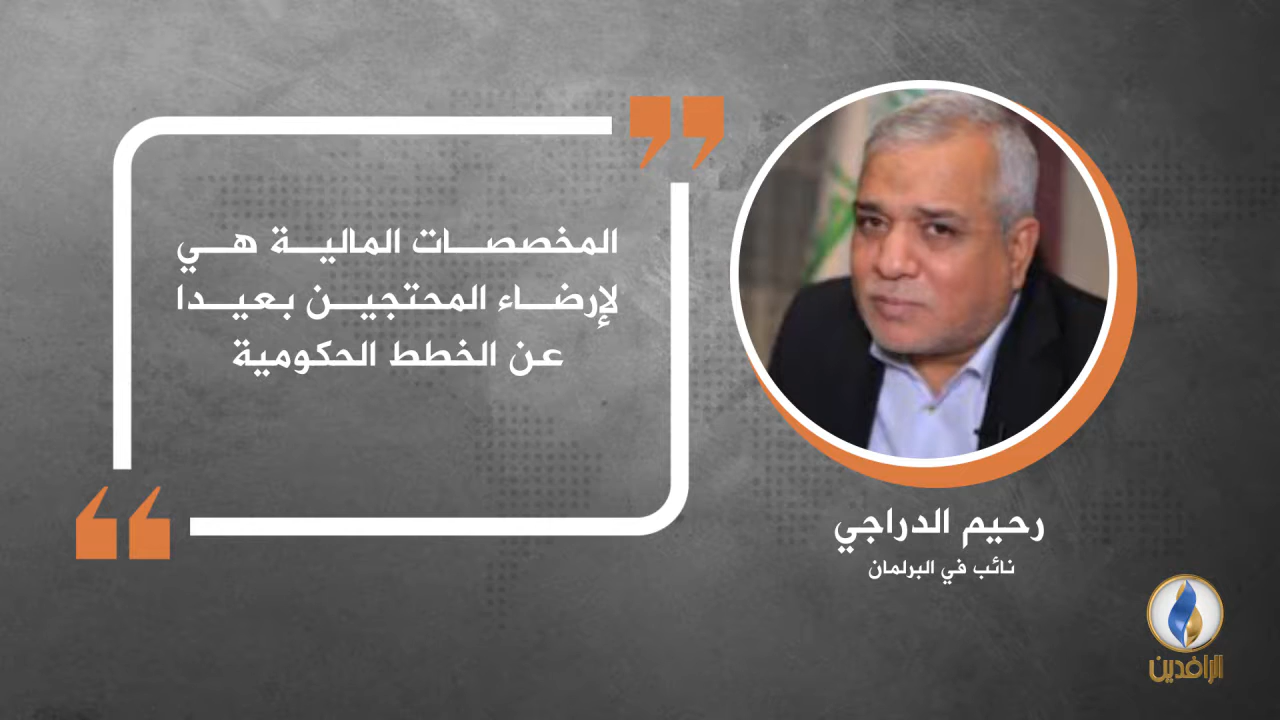 المخصصات المالية هي
لإرضاء المحتجين بعيدا
عن الخطط الحكومية
رحيم الدراجي
نائب في البرلمان
الرافدين